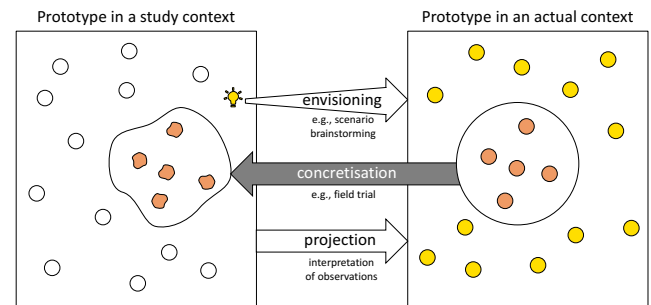 Prototype in a study context
Prototype in an actual context
envisioning
e.g., scenario
brainstorming
concretisation
e.g., field trial
projection
interpretation
of observations